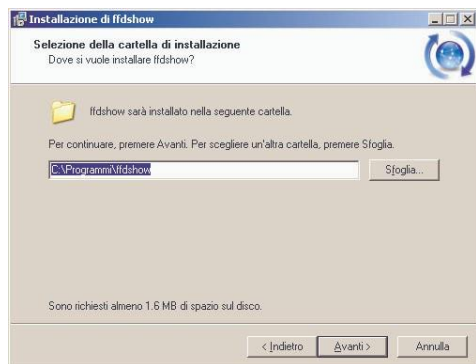 Installazione di ffdshow
Selezione della cartella di installazione
Dove si vuole installare ffdshow?
ffdshow sarà installato nella seguente cartella.
Per continuare, premere Avanti. Per scegliere un'altra cartella, premere Sfoglia.
C:\Programmi\ffdshow
Sfoglia...
Sono richiesti almeno 1.6 MB di spazio sul disco.
< Indietro
Avanti >
Annulla